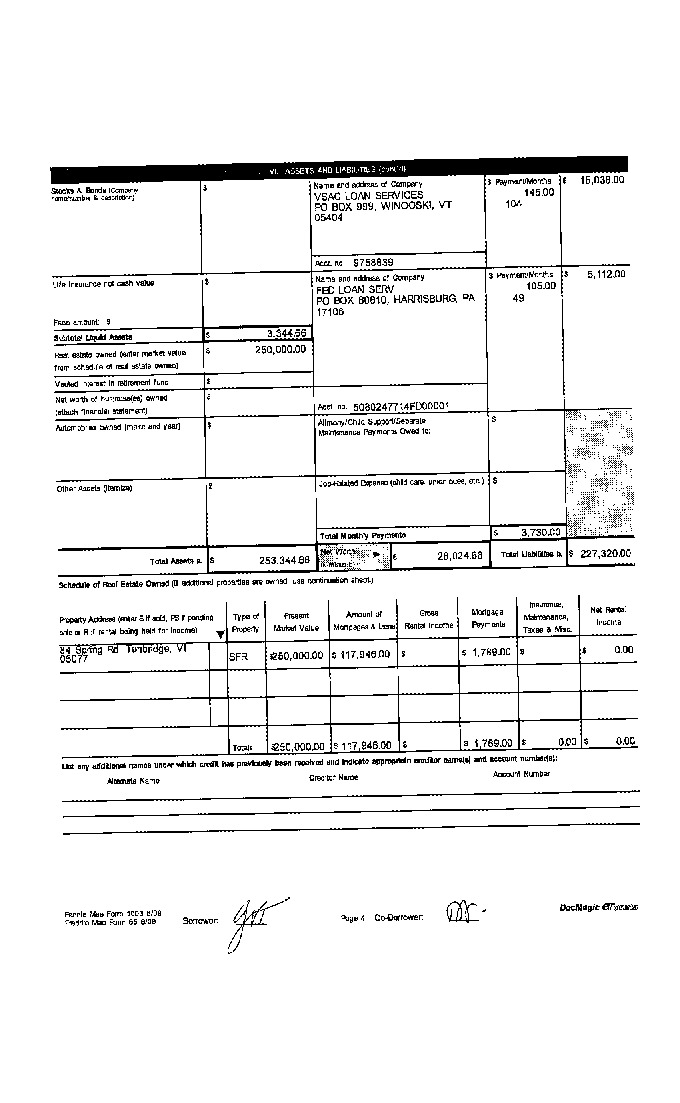 VI. ASSETS AND LIABILITIES (cont'd)
Stocks & Bonds (Company name/number & description)
$
Name and address of Company
VSAC LOAN SERVICES
PO BOX 999, WINOOSKI, VT
05404
Acct. no. 9758839
$ Payment/Months
145.00
104
$ 15,038.00
Life insurance net cash value
$
Face amount: $
Name and address of Company
FED LOAN SERV
PO BOX 60610, HARRISBURG, PA
17106
$ Payment/Months
105.00
49
$ 5,112.00
Subtotal Liquid Assets
$ 3,344.66
Real estate owned (enter market value from schedule of real estate owned)
$ 250,000.00
Vested interest in retirement fund
$
Net worth of business(es) owned (attach financial statement)
$
Acct. no. 5080247714FD00001
Automobiles owned (make and year)
$
Alimony/Child Support/Separate
Maintenance Payments Owed to:
$
Other Assets (itemize)
$
Job-Related Expense (child care, union dues, etc.)
$
Total Monthly Payments
$ 3,730.00
Total Assets a.
$ 253,344.66
Net Worth
$ 26,024.66
Total Liabilities b.
$ 227,320.00
Schedule of Real Estate Owned (If additional properties are owned, use continuation sheet.)
Property Address (enter S if sold, PS if pending sale or R if rental being held for income)
Type of Property
Present Market Value
Amount of Mortgages & Liens
Gross Rental Income
Mortgage Payments
Insurance, Maintenance, Taxes & Misc.
Net Rental Income
84 Spring Rd Tunbridge, VT
05077
SFR
$250,000.00
$ 117,946.00
$
$ 1,789.00
$
$ 0.00
Totals
$250,000.00
$ 117,946.00
$
$ 1,789.00
$ 0.00
$ 0.00
List any additional names under which credit has previously been received and indicate appropriate creditor name(s) and account number(s):
Alternate Name
Creditor Name
Account Number
Fannie Mae Form 1003 6/09
Freddie Mac Form 65 6/09
Borrower:
Page 4
Co-Borrower:
DocMagic